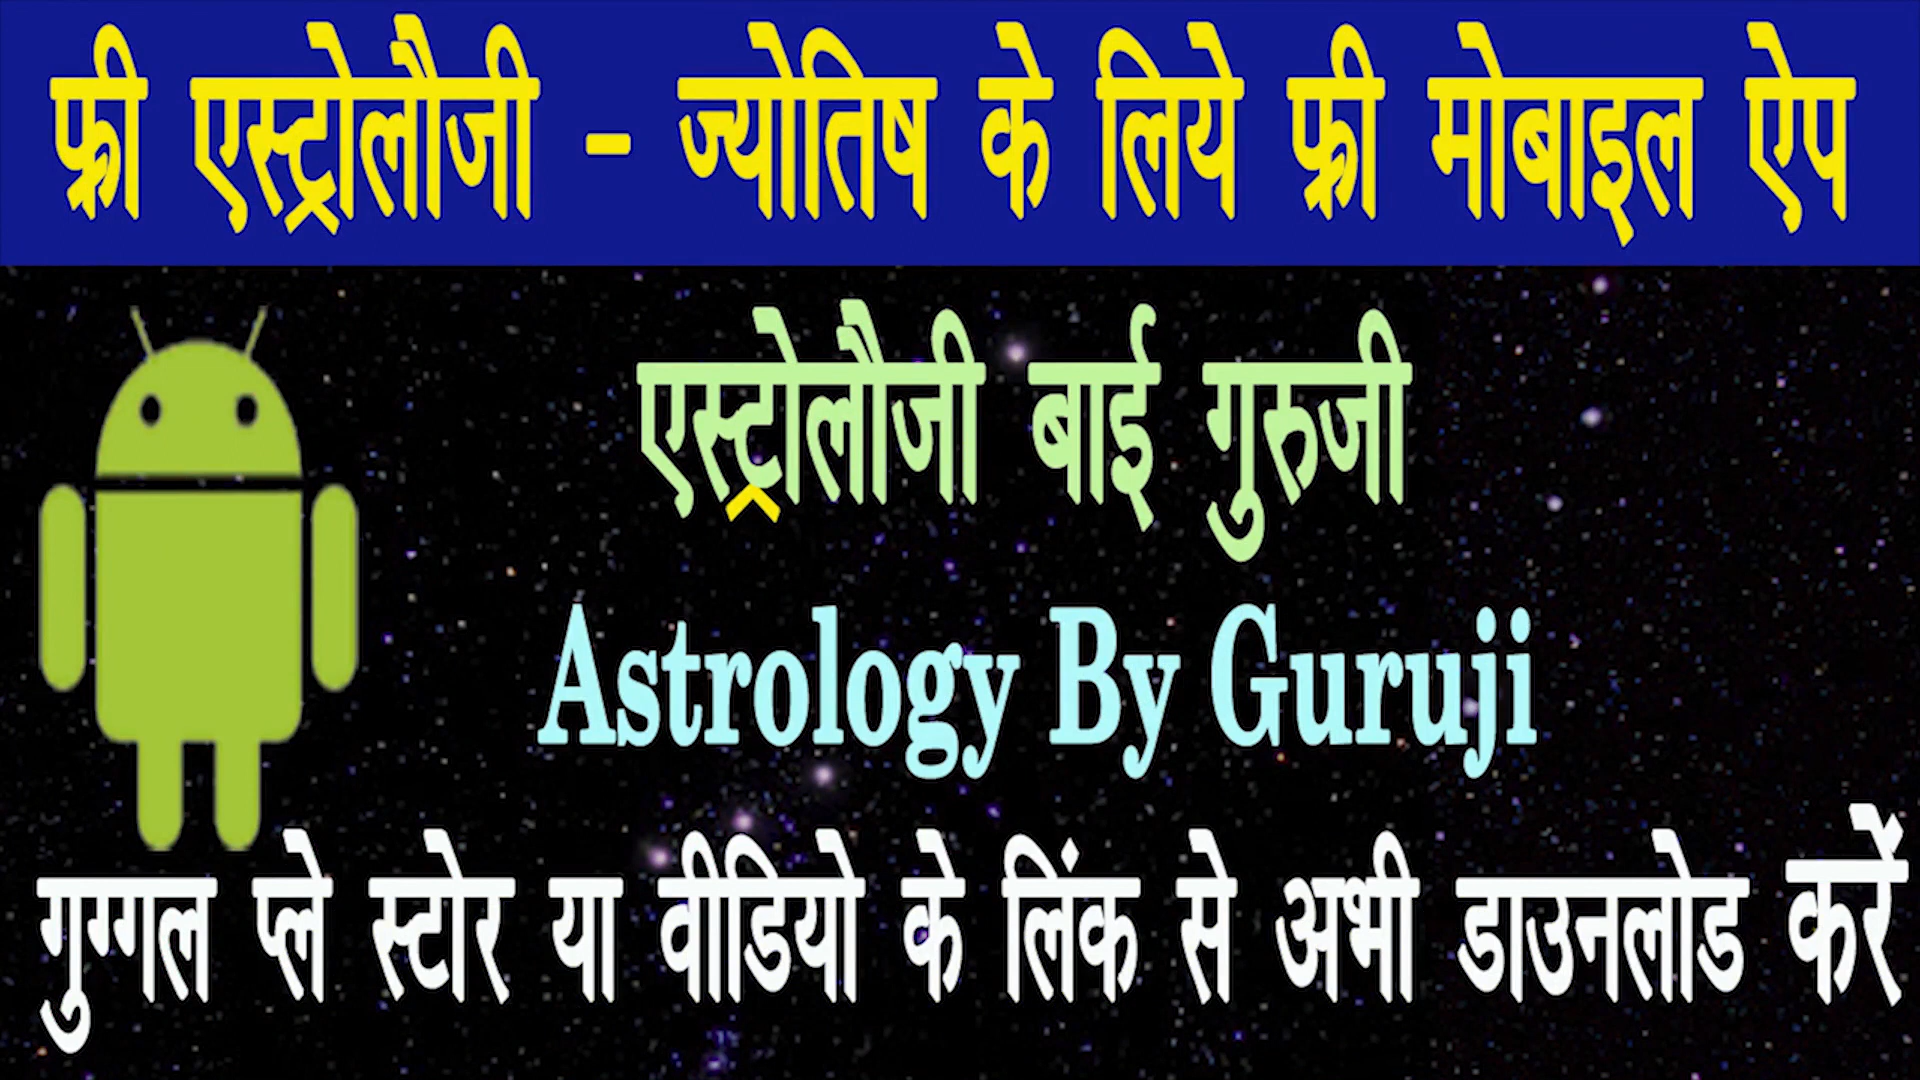 फ्री एस्ट्रोलौजी - ज्योतिष के लिये फ्री मोबाइल ऐप
एस्ट्रोलौजी बाई गुरुजी
Astrology By Guruji
गुग्गल प्ले स्टोर या वीडियो के लिंक से अभी डाउनलोड करें